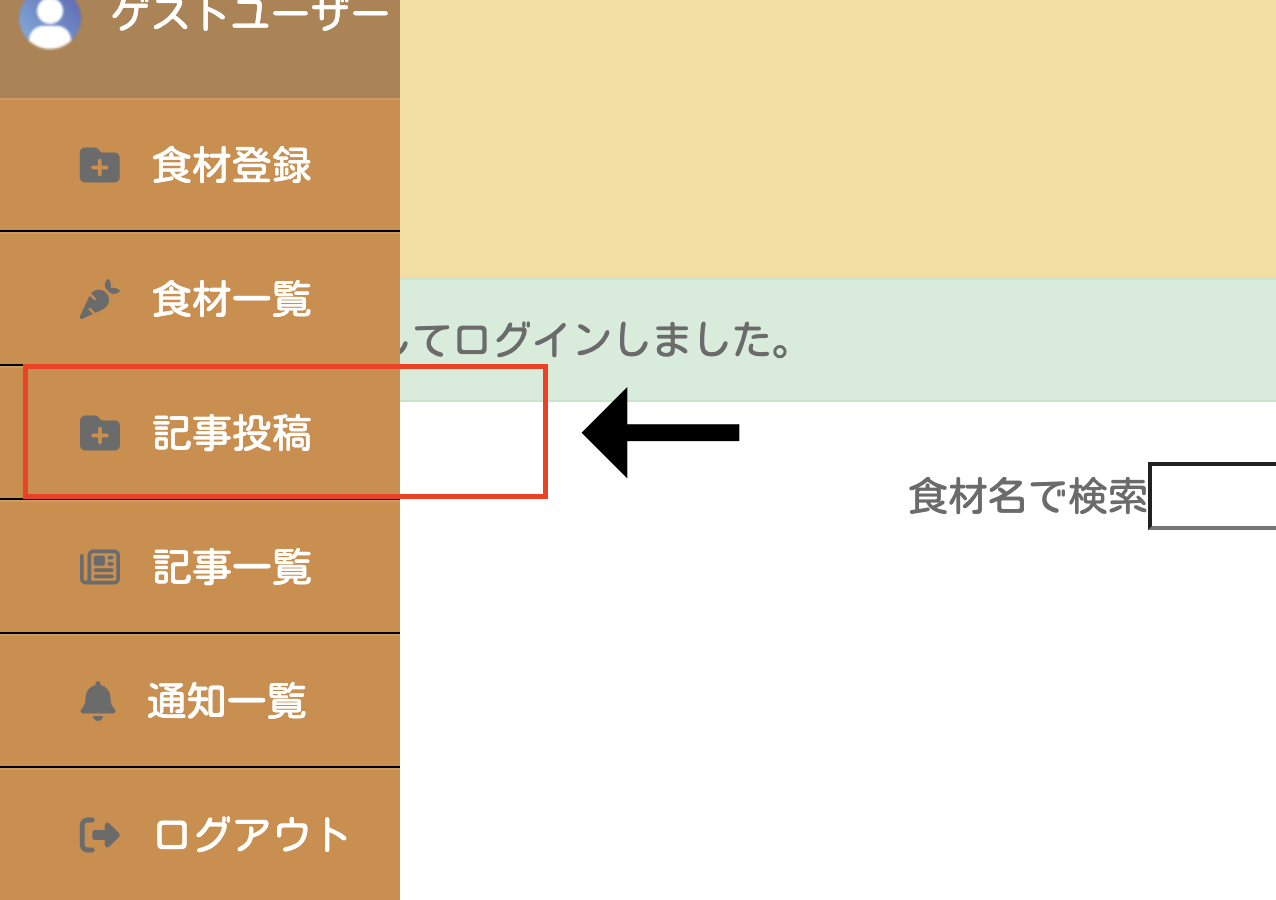 ゲストユーザー
食材登録
食材一覧
してログインしました。
記事投稿
食材名で検索
記事一覧
通知一覧
ログアウト